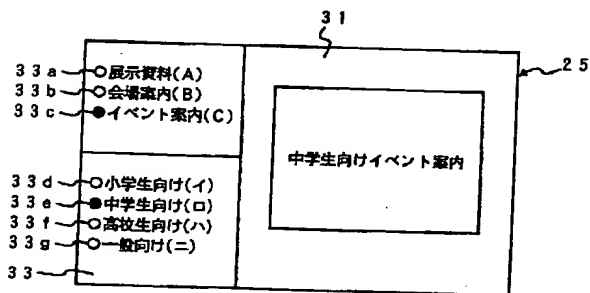 31
25
33a
○展示資料(A)
33b
○会場案内(B)
33c
●イベント案内(C)
中学生向けイベント案内
33d
○小学生向け(イ)
33e
●中学生向け(ロ)
33f
○高校生向け(ハ)
33g
○一般向け(ニ)
33